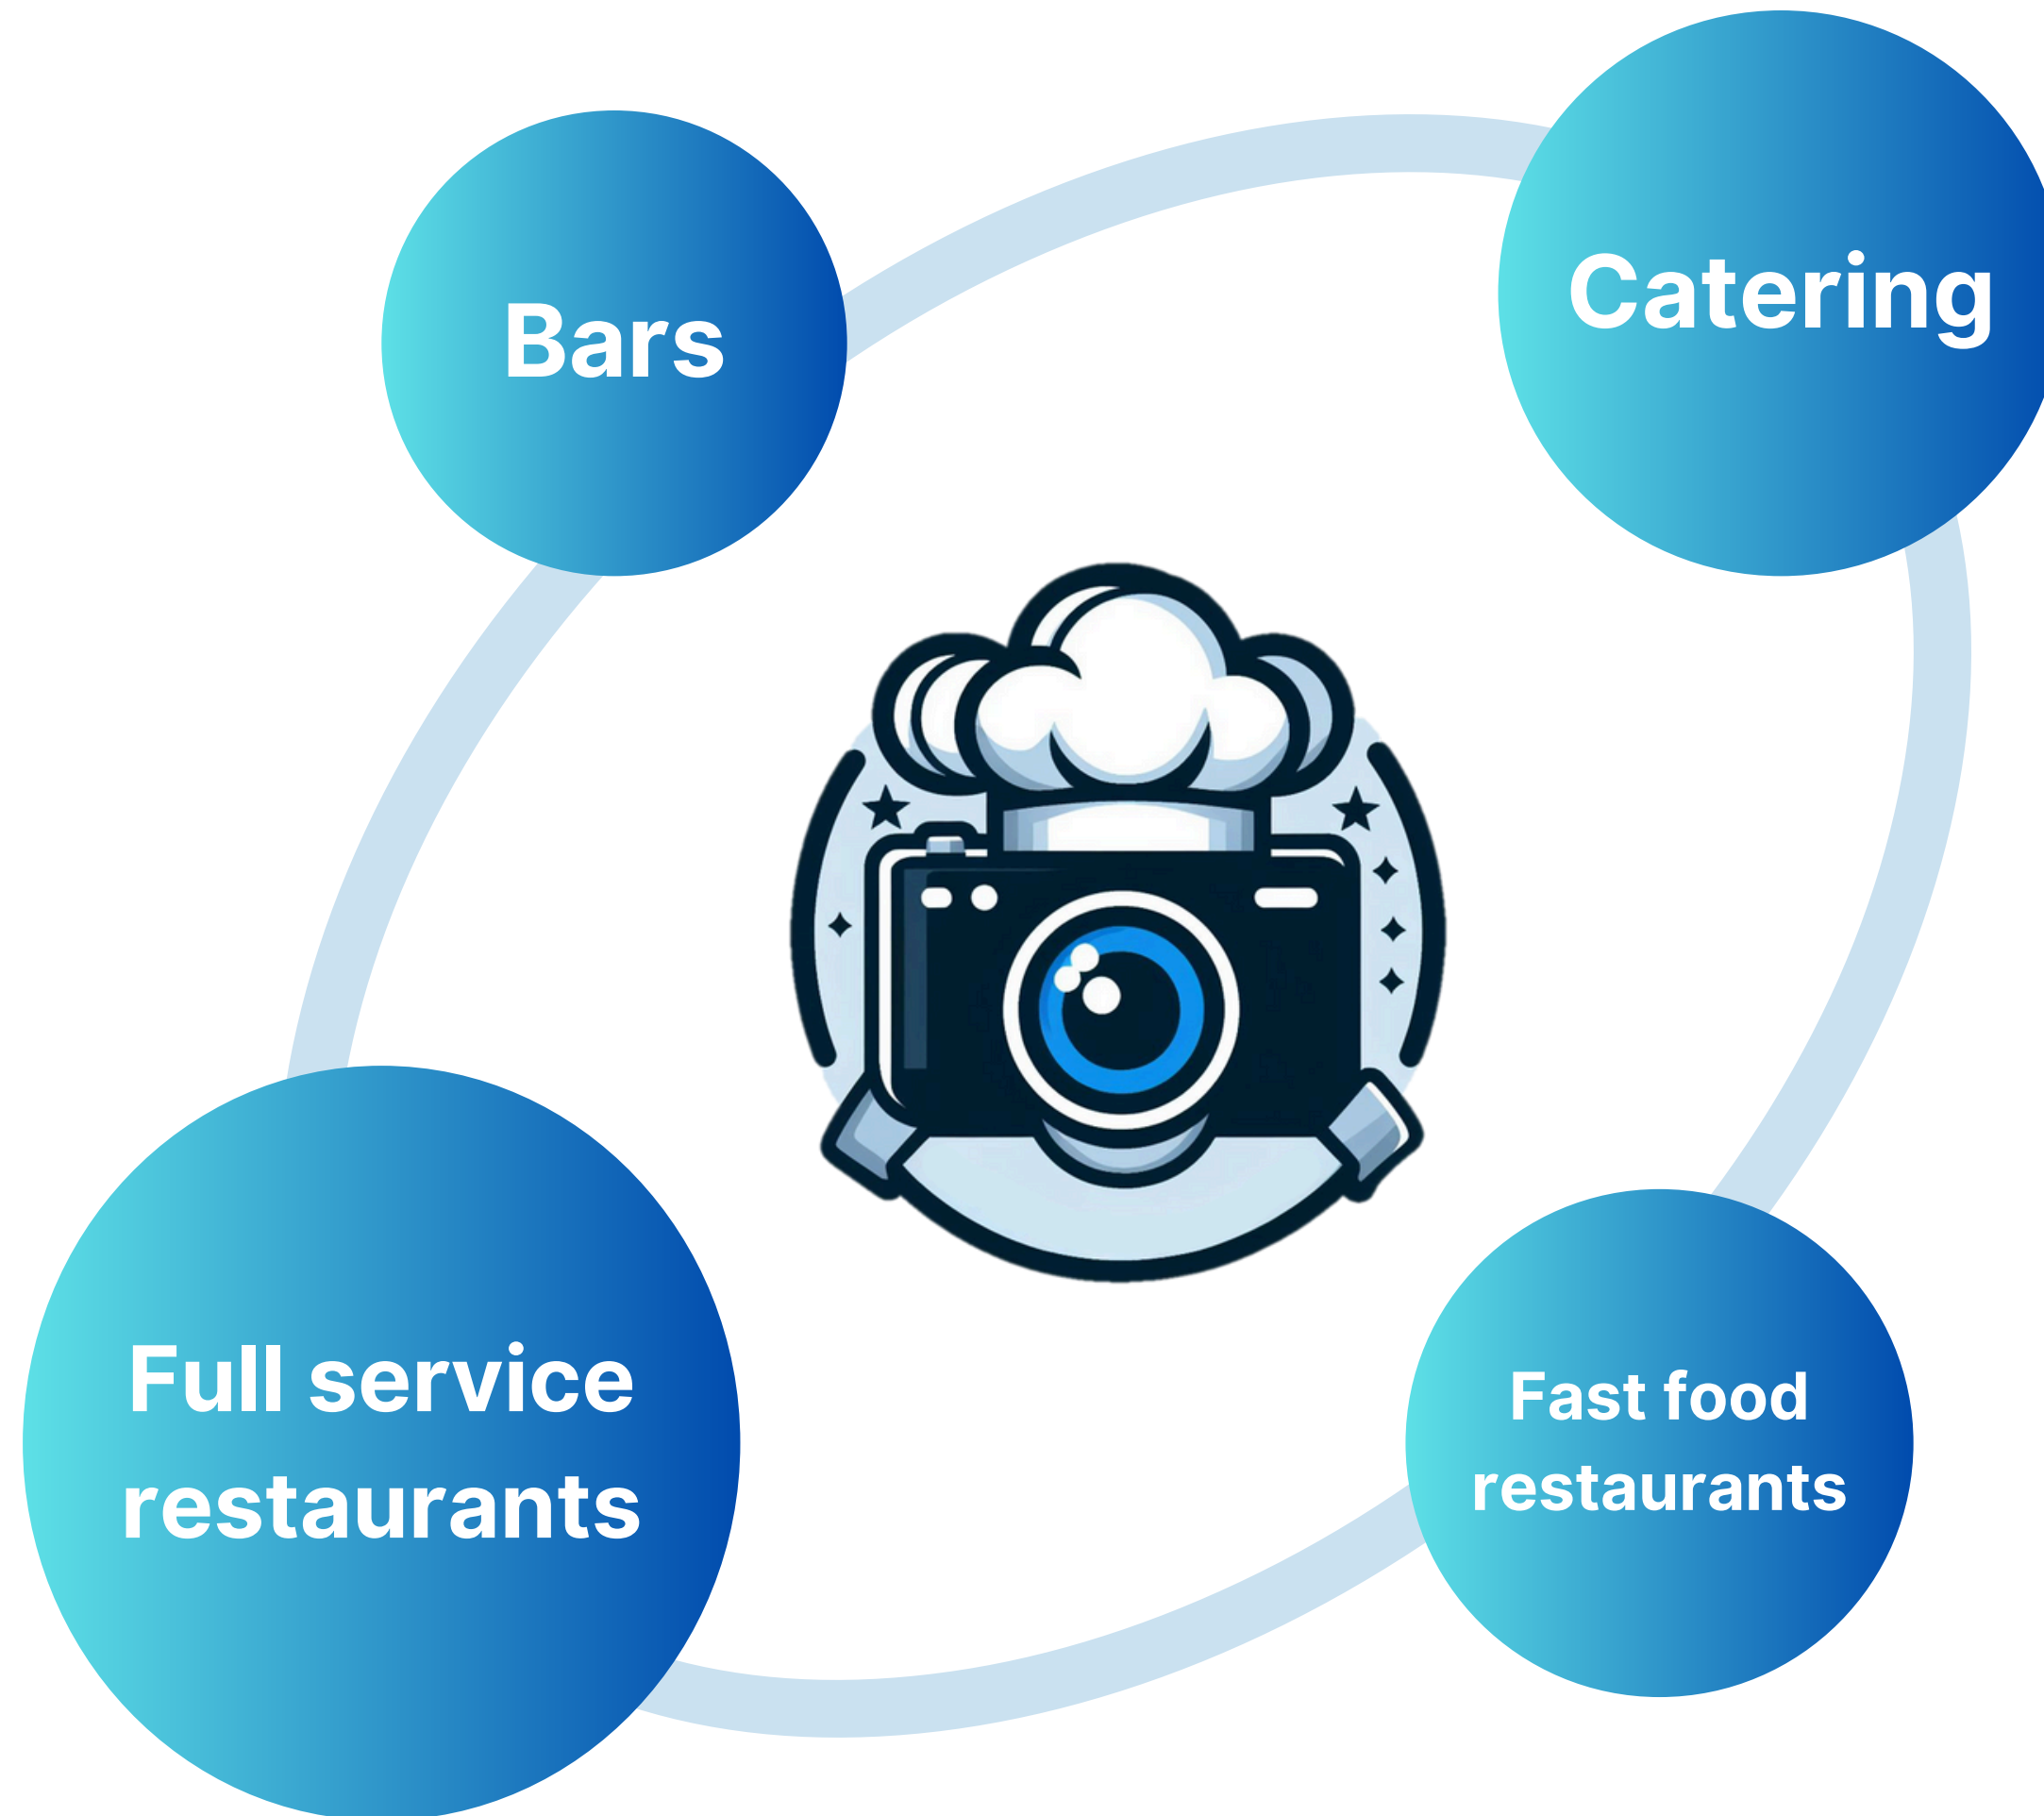 Bars
Catering
Full service
restaurants
Fast food
restaurants